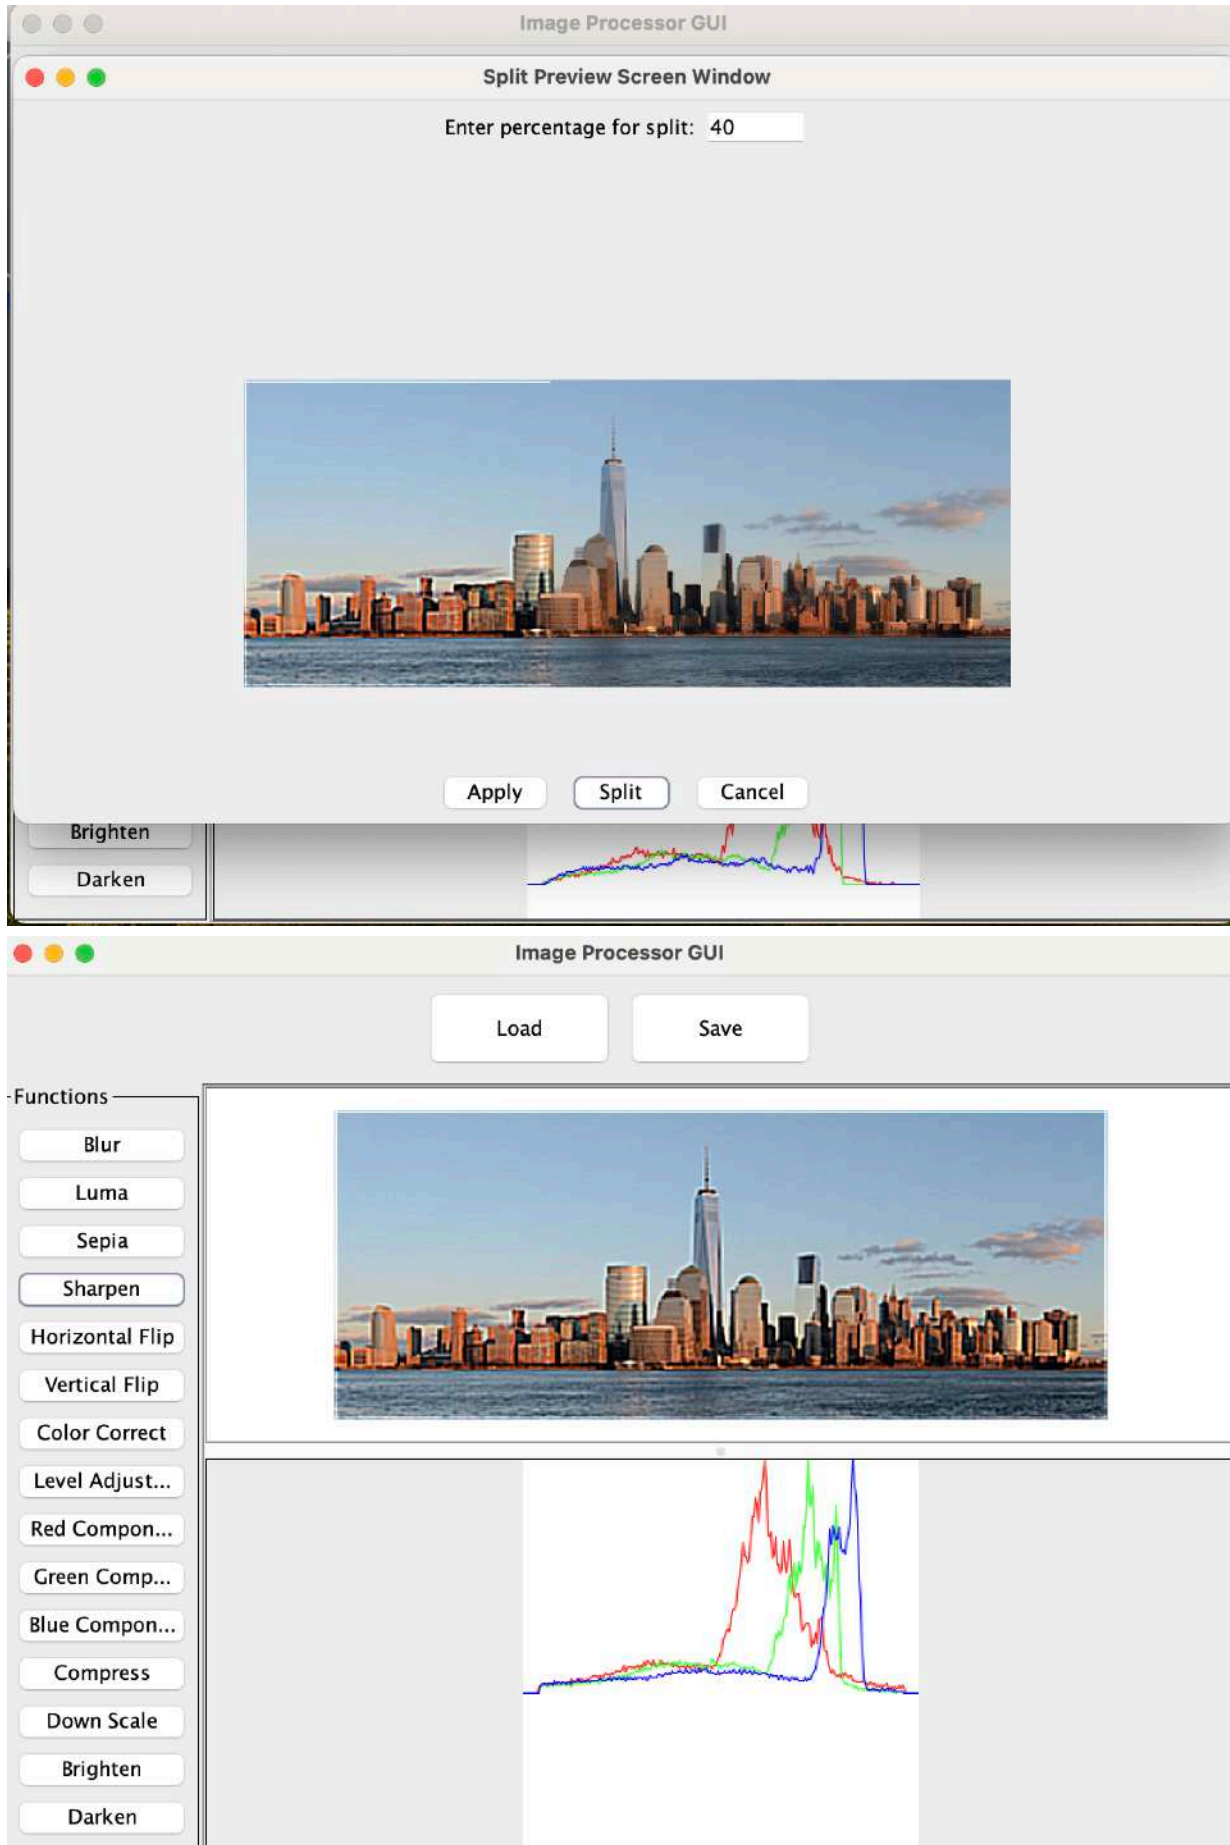 Image Processor GUI
Split Preview Screen Window
Enter percentage for split: 40
Apply Split Cancel
Brighten
Darken
Image Processor GUI
Load Save
Functions
Blur
Luma
Sepia
Sharpen
Horizontal Flip
Vertical Flip
Color Correct
Level Adjust...
Red Compon...
Green Comp...
Blue Compon...
Compress
Down Scale
Brighten
Darken